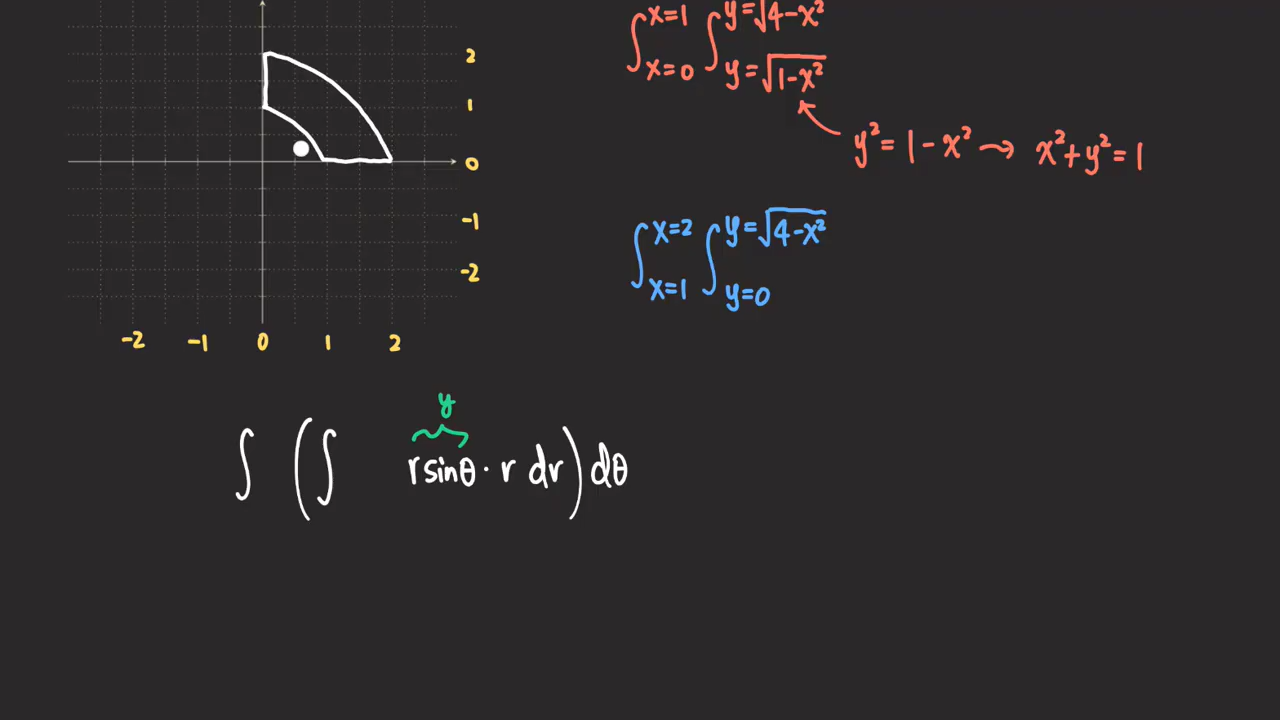 2
1
0
-1
-2
-2 -1 0 1 2
∫_{x=0}^{x=1} ∫_{y=√(1-x²)}^{y=√(4-x²)}
y² = 1 - x² → x² + y² = 1
∫_{x=1}^{x=2} ∫_{y=0}^{y=√(4-x²)}
y
∫ (∫ r sinθ · r dr) dθ